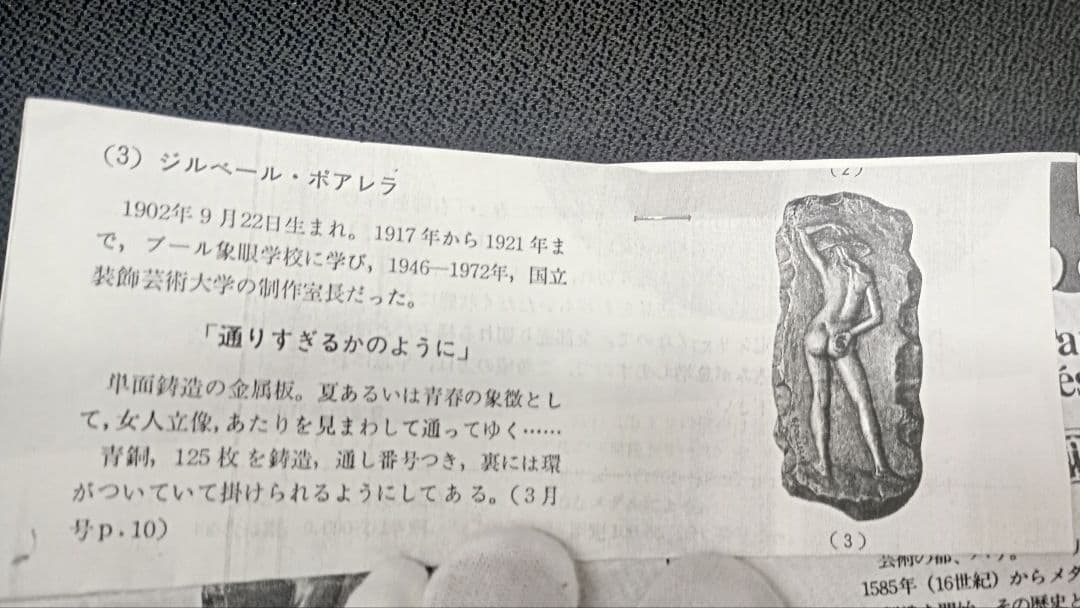 (3) ジルベール・ポアレラ
1902年9月22日生まれ。1917年から1921年ま
で，ブール象眼学校に学び，1946—1972年，国立
装飾芸術大学の制作室長だった。
「通りすぎるかのように」
単面鋳造の金属板。夏あるいは青春の象徴とし
て，女人立像，あたりを見まわして通ってゆく……
青銅，125枚を鋳造，通し番号つき，裏には環
がついていて掛けられるようにしてある。（3月
号p.10）
(2)
(3)
1585年（16世紀）からメダ